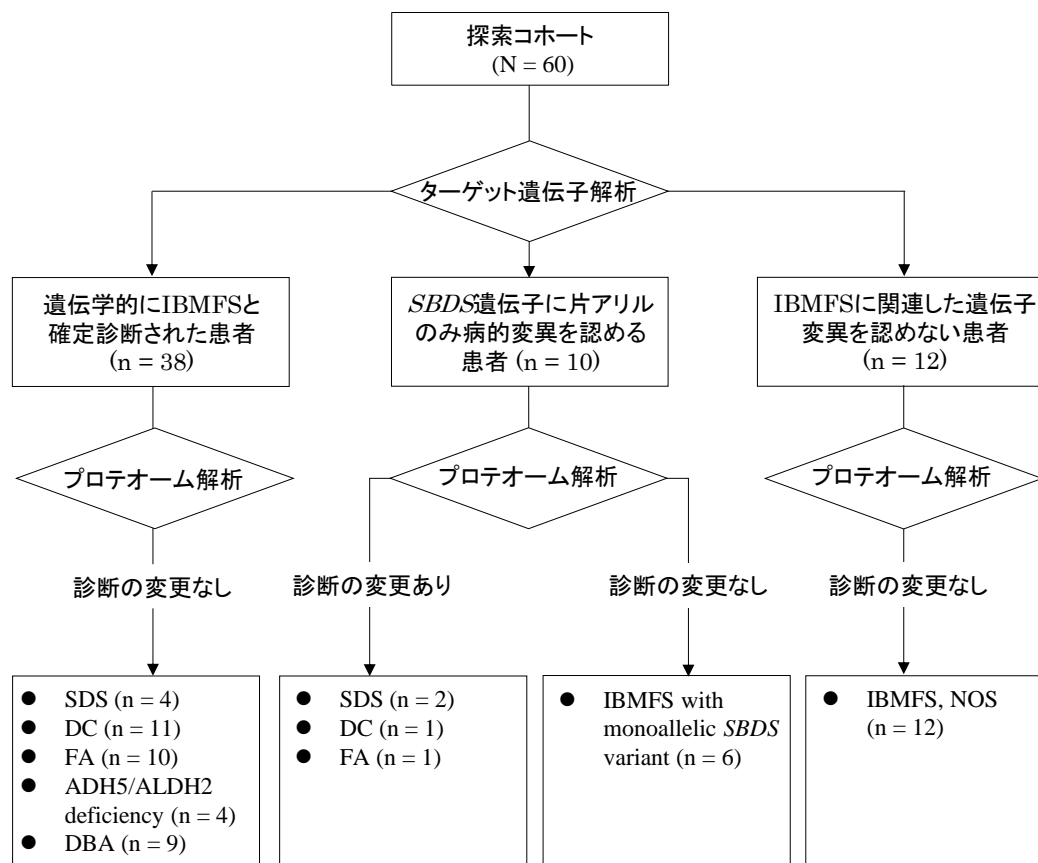 探索コホート
(N = 60)
ターゲット遺伝子解析
遺伝学的にIBMFSと
確定診断された患者
(n = 38)
SBDS遺伝子に片アリル
のみ病的変異を認める
患者 (n = 10)
IBMFSに関連した遺伝子
変異を認めない患者
(n = 12)
プロテオーム解析
プロテオーム解析
プロテオーム解析
診断の変更なし
診断の変更あり
診断の変更なし
診断の変更なし
● SDS (n = 4)
● DC (n = 11)
● FA (n = 10)
● ADH5/ALDH2
deficiency (n = 4)
● DBA (n = 9)
● SDS (n = 2)
● DC (n = 1)
● FA (n = 1)
● IBMFS with
monoallelic SBDS
variant (n = 6)
● IBMFS, NOS
(n = 12)